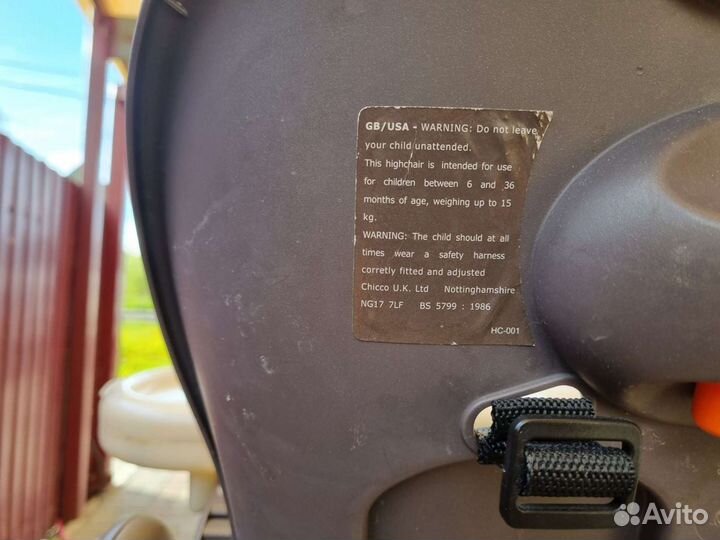 GB/USA - WARNING: Do not leave
your child unattended.
This highchair is intended for use
for children between 6 and 36
months of age, weighing up to 15
kg.
WARNING: The child should at all
times wear a safety harness
corretly fitted and adjusted
Chicco U.K. Ltd Nottinghamshire
NG17 7LF BS 5799 : 1986
HC-001
Avito